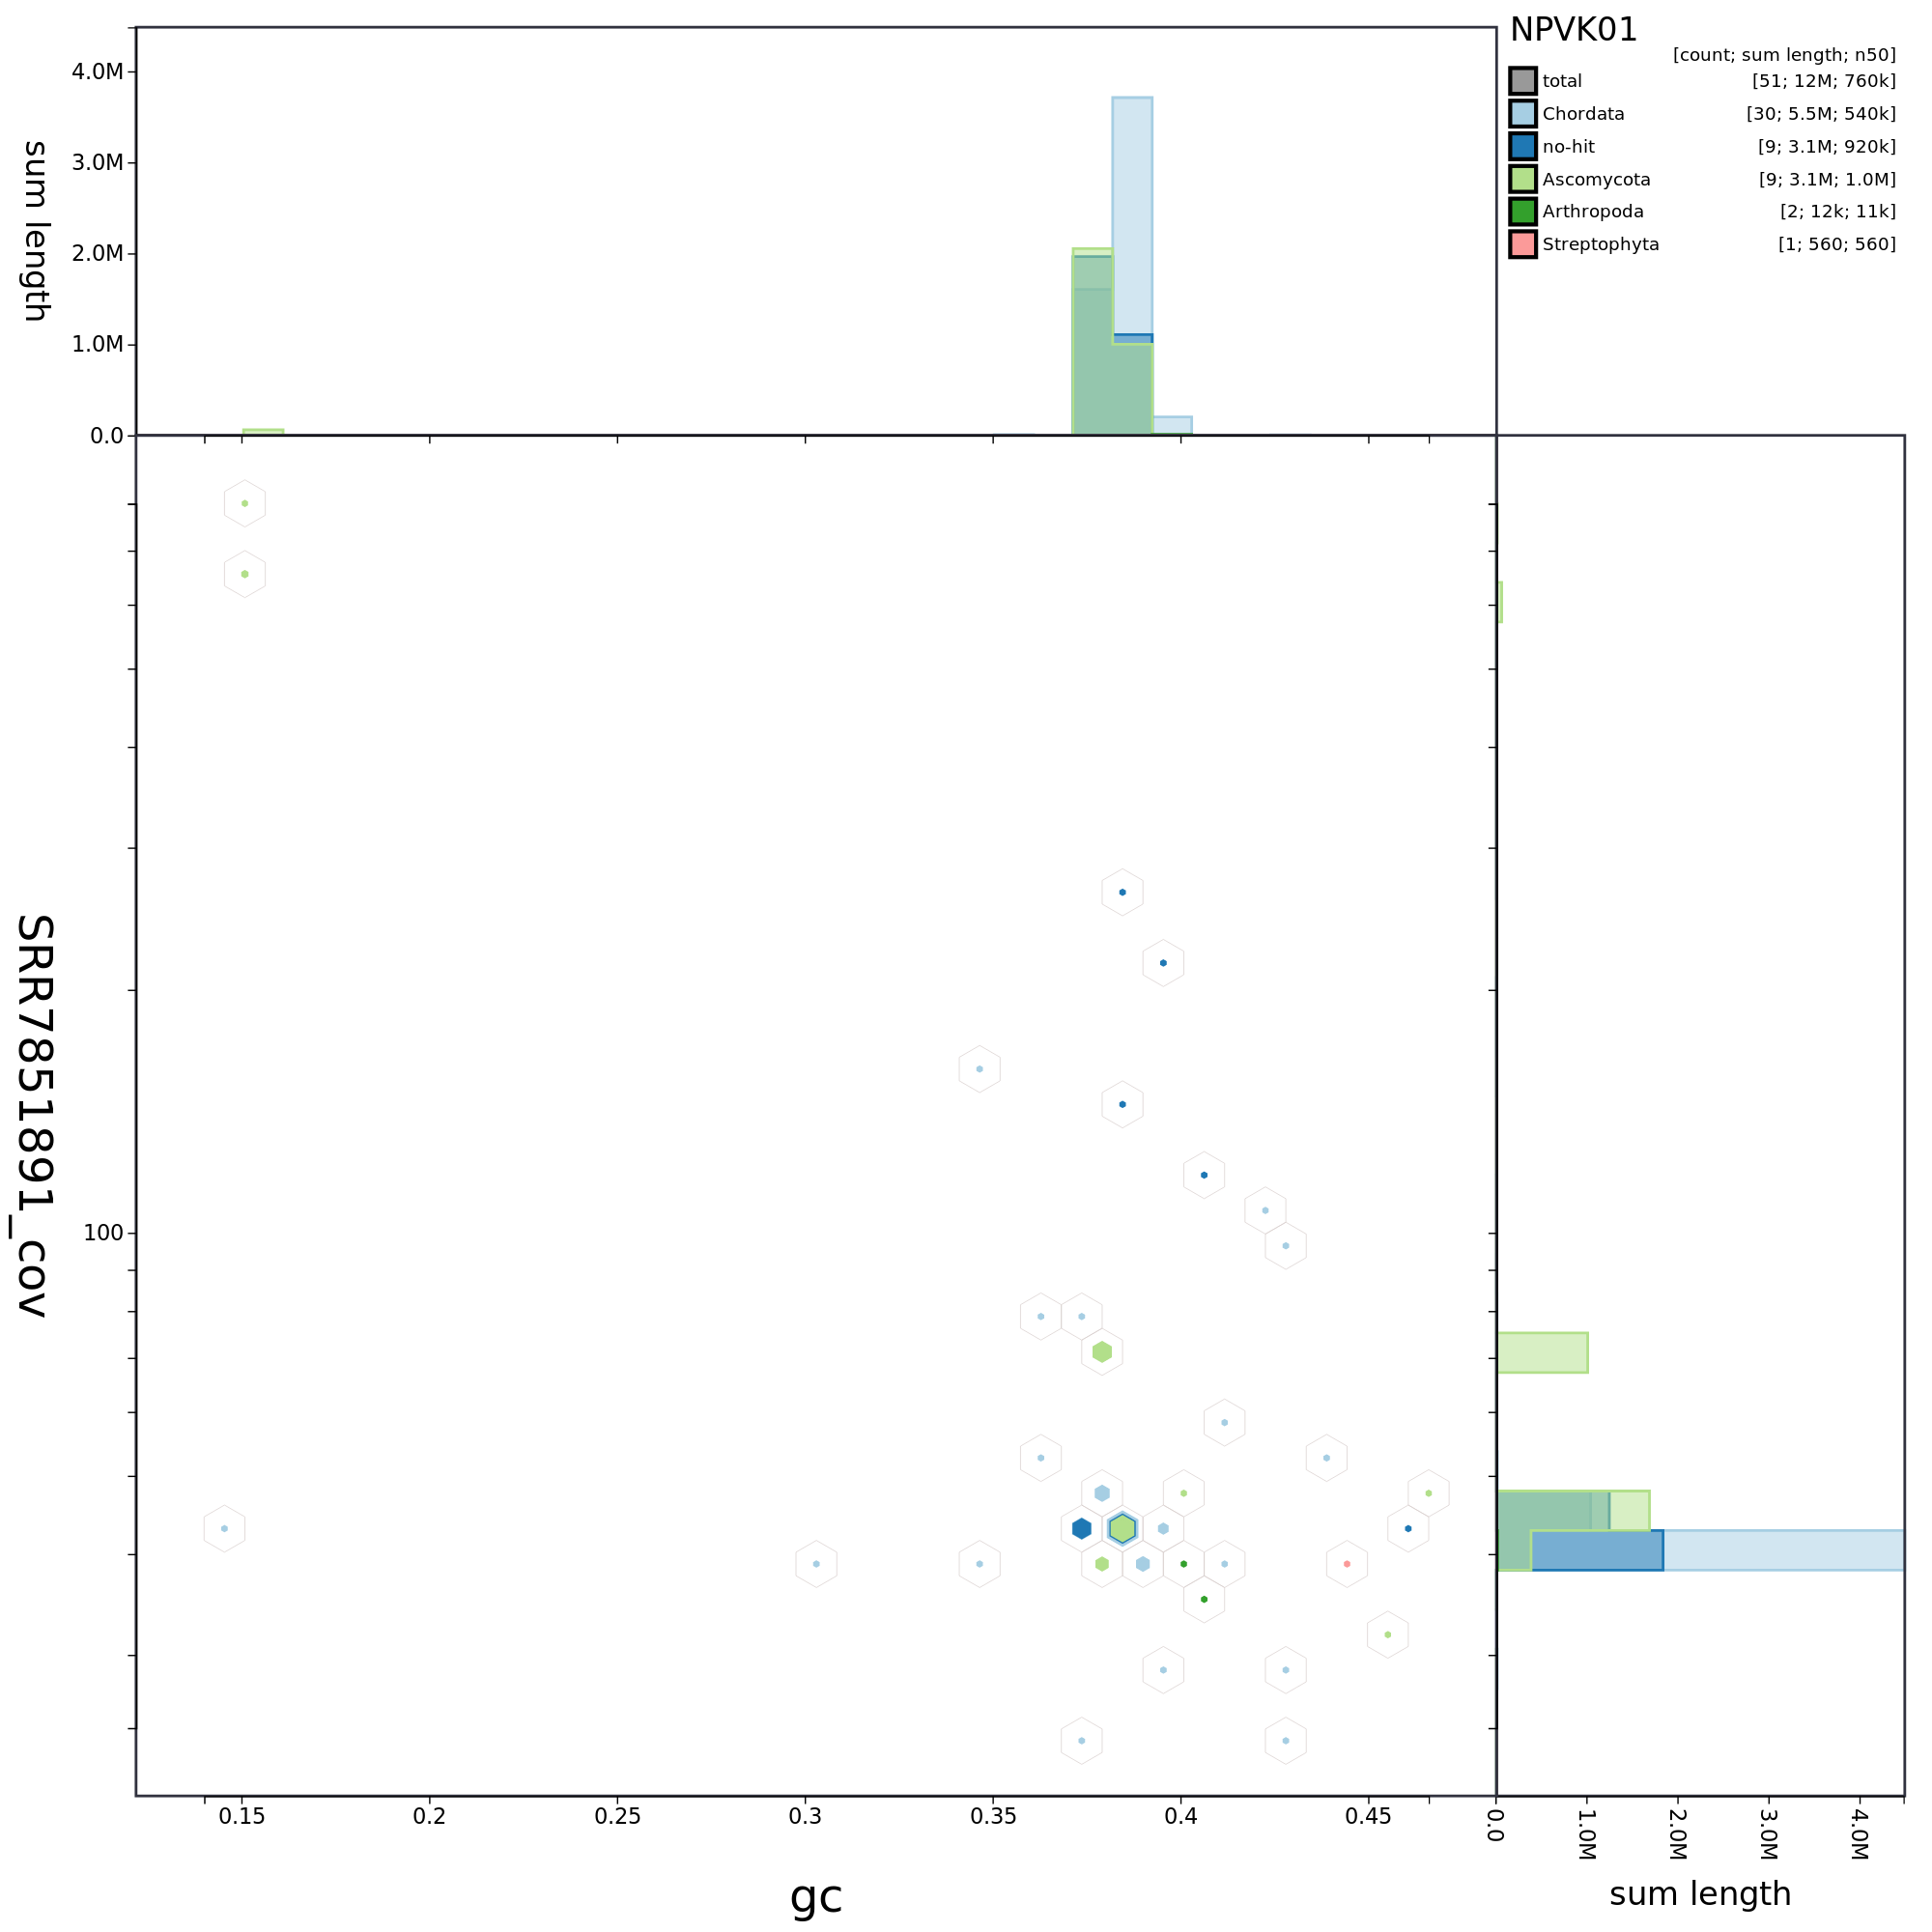 NPVK01
[count; sum length; n50]
total [51; 12M; 760k]
Chordata [30; 5.5M; 540k]
no-hit [9; 3.1M; 920k]
Ascomycota [9; 3.1M; 1.0M]
Arthropoda [2; 12k; 11k]
Streptophyta [1; 560; 560]
sum length
4.0M
3.0M
2.0M
1.0M
0.0
SRR7851891_cov
100
0.15 0.2 0.25 0.3 0.35 0.4 0.45
gc
0.0 1.0M 2.0M 3.0M 4.0M
sum length